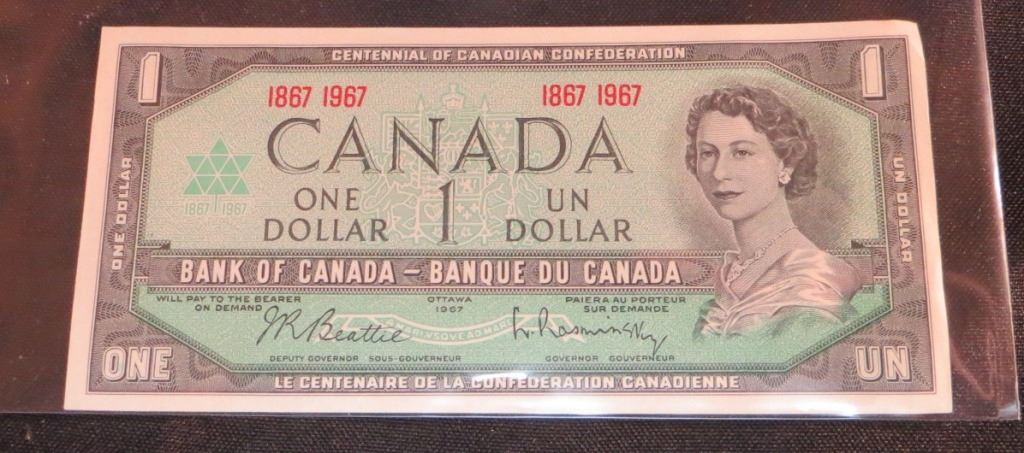 CENTENNIAL OF CANADIAN CONFEDERATION
1 1
1867 1967 1867 1967
CANADA
1867 1967
ONE DOLLAR
ONE DOLLAR
1
UN DOLLAR
UN DOLLAR
BANK OF CANADA – BANQUE DU CANADA
WILL PAY TO THE BEARER
ON DEMAND
OTTAWA
1967
PAIERA AU PORTEUR
SUR DEMANDE
J.R. Beattie
L. Rasminsky
DEPUTY GOVERNOR SOUS-GOUVERNEUR
GOVERNOR GOUVERNEUR
ONE UN
LE CENTENAIRE DE LA CONFEDERATION CANADIENNE